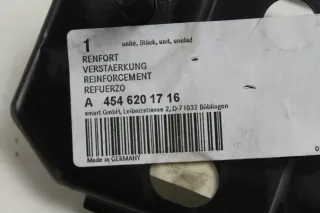 1 unité, Stück, unit, unidad
RENFORT
VERSTAERKUNG
REINFORCEMENT
REFUERZO
A 454 620 17 16
smart GmbH, Leibnizstrasse 2, D-71032 Böblingen
Made in GERMANY